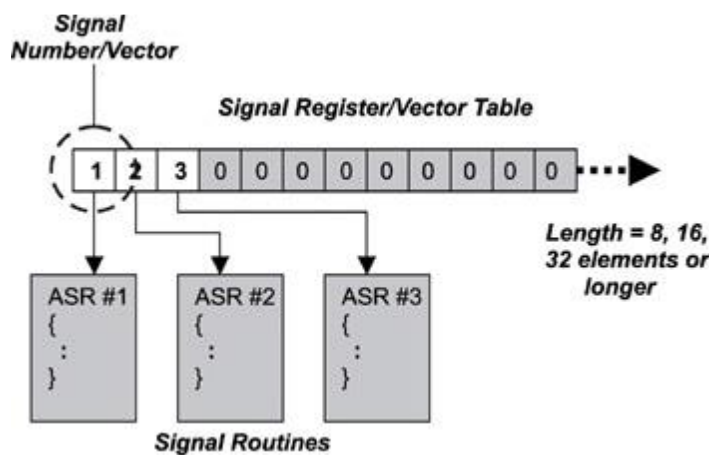 Signal
Number/Vector
Signal Register/Vector Table
1 2 3 0 0 0 0 0 0 0 0 0
Length = 8, 16,
32 elements or
longer
ASR #1
{
:
}
ASR #2
{
:
}
ASR #3
{
:
}
Signal Routines